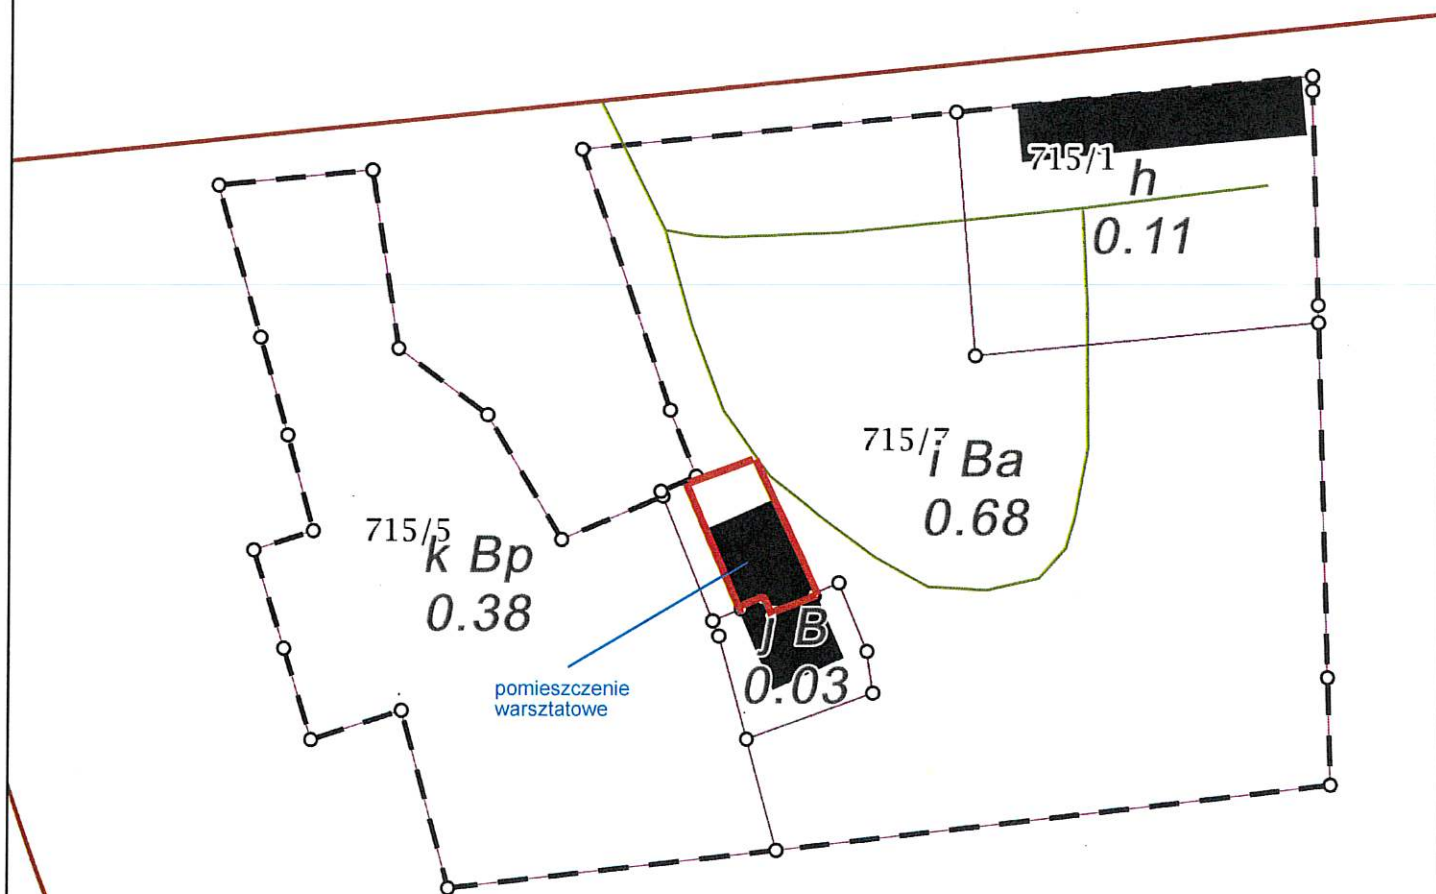 715/1 h
0.11
715/7 i Ba
0.68
715/5 k Bp
0.38
j B
0.03
pomieszczenie
warsztatowe